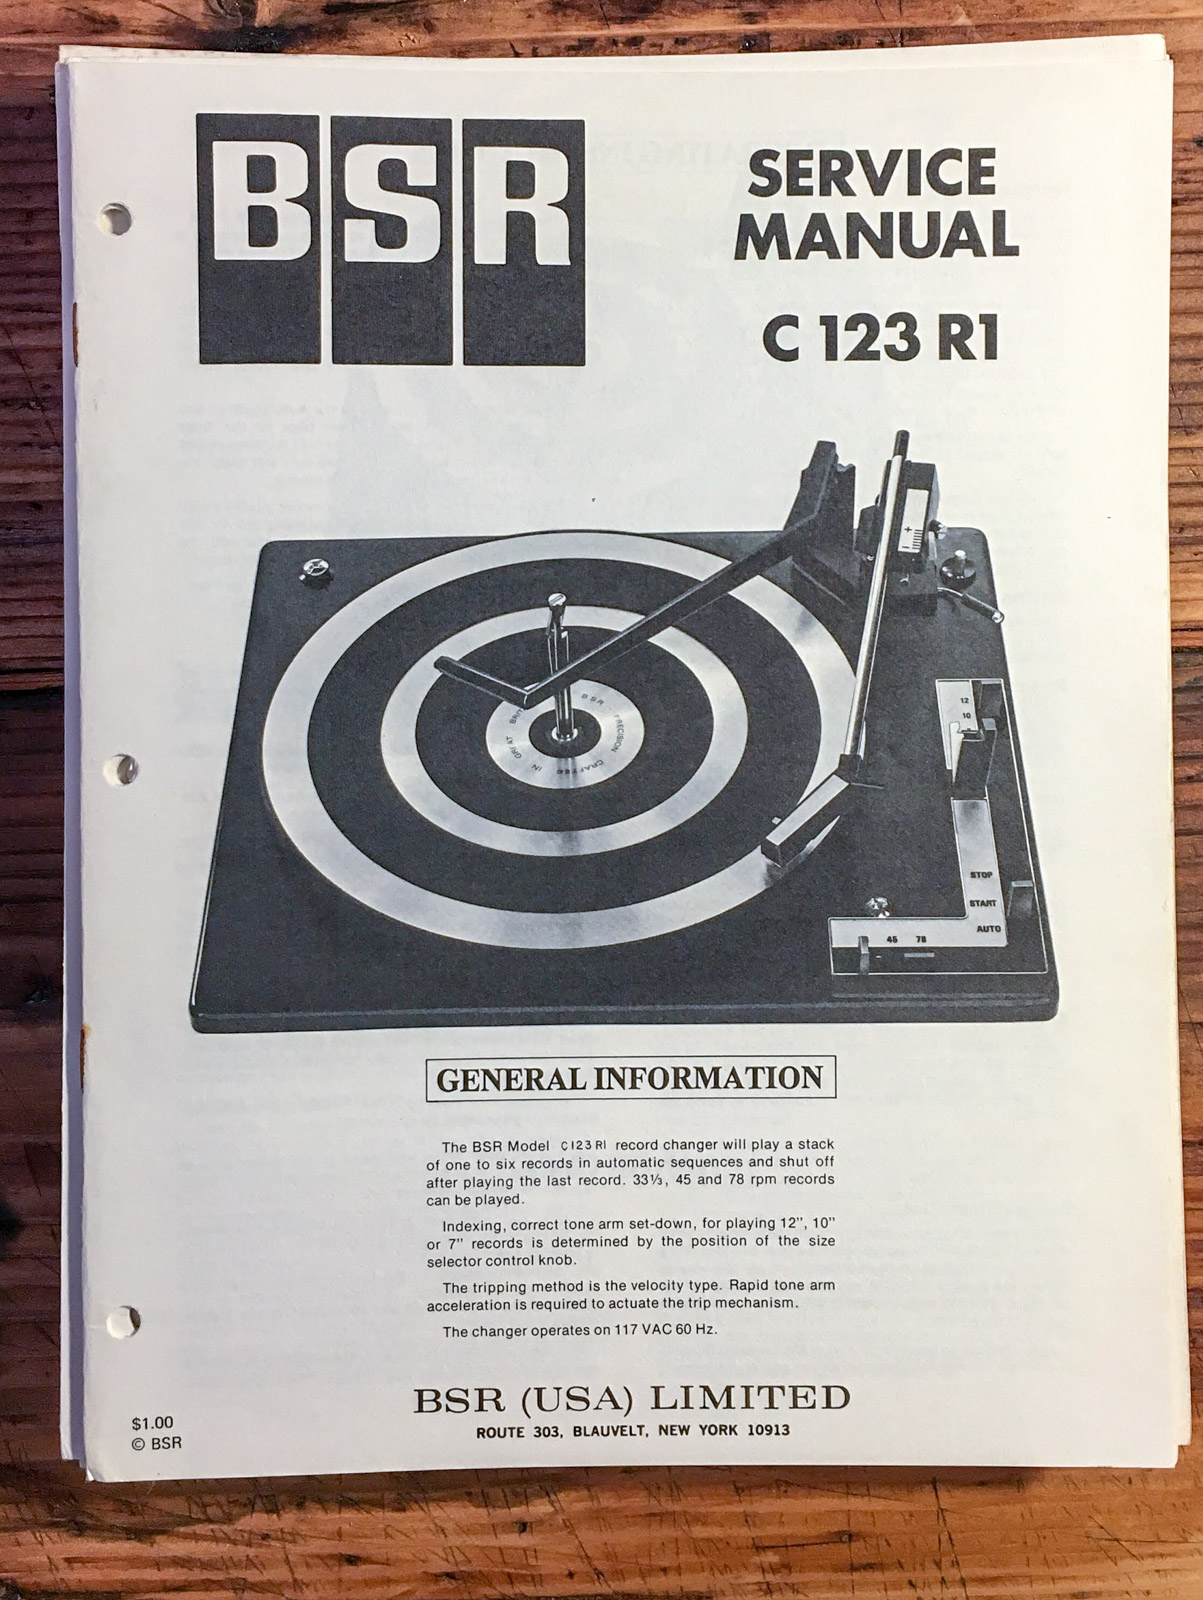 BSR
SERVICE
MANUAL
C 123 R1
+
−
12
10
STOP
START
AUTO
45 78
BSR PRECISION CRAFTED IN GREAT
GENERAL INFORMATION
The BSR Model C123R1 record changer will play a stack
of one to six records in automatic sequences and shut off
after playing the last record. 33⅓, 45 and 78 rpm records
can be played.
Indexing, correct tone arm set-down, for playing 12", 10"
or 7" records is determined by the position of the size
selector control knob.
The tripping method is the velocity type. Rapid tone arm
acceleration is required to actuate the trip mechanism.
The changer operates on 117 VAC 60 Hz.
BSR (USA) LIMITED
ROUTE 303, BLAUVELT, NEW YORK 10913
$1.00
© BSR